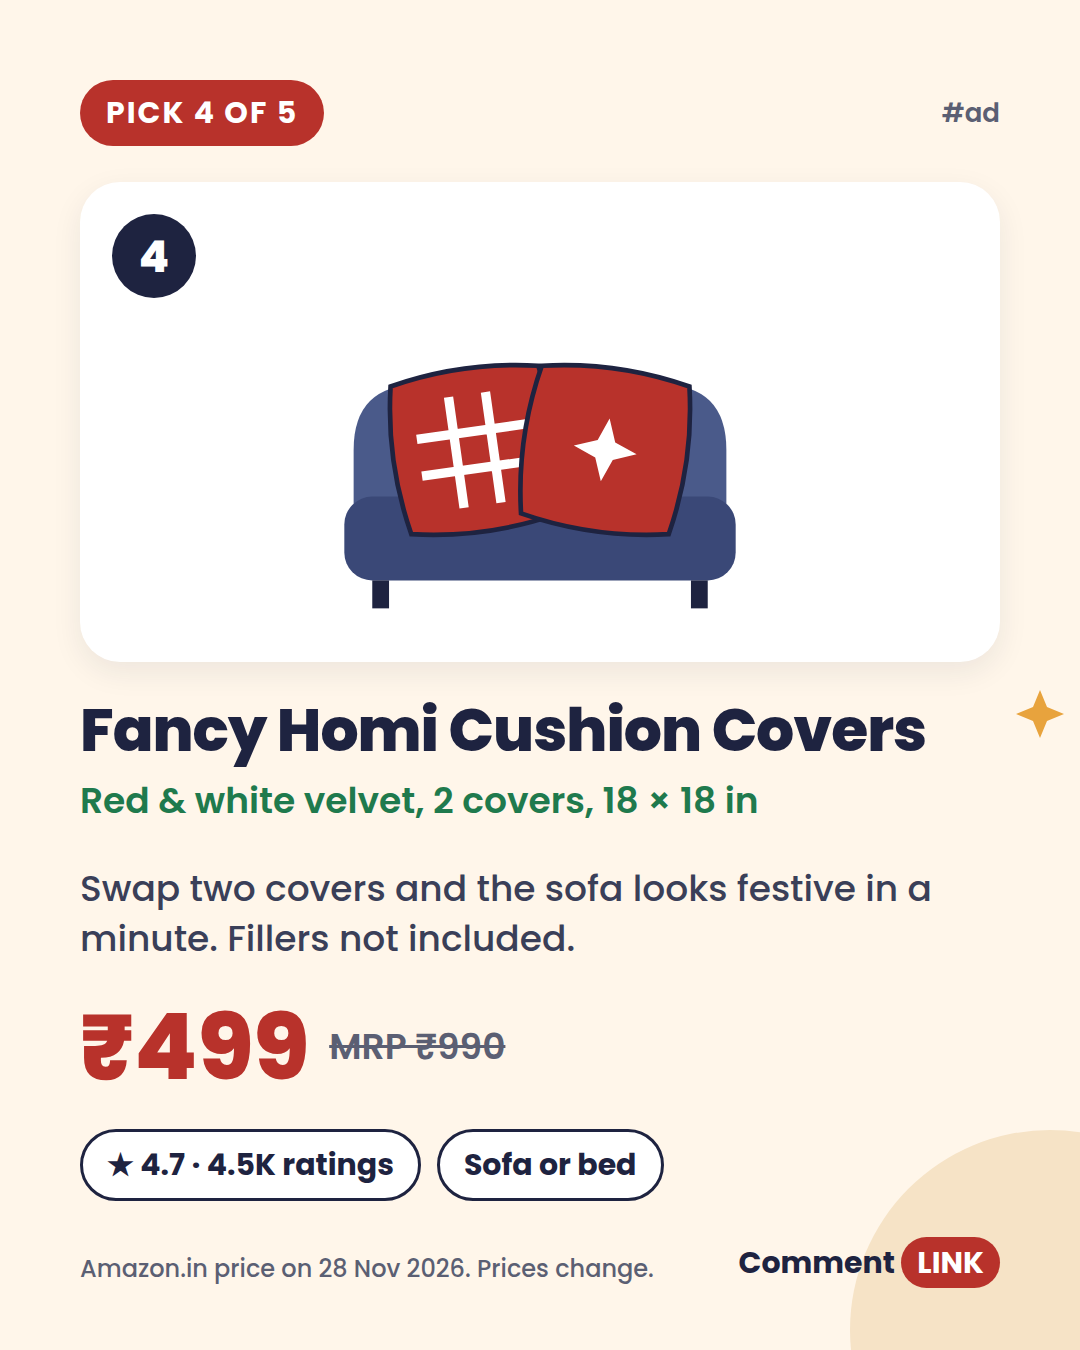 PICK 4 OF 5
#ad
4
Fancy Homi Cushion Covers
Red & white velvet, 2 covers, 18 × 18 in
Swap two covers and the sofa looks festive in a
minute. Fillers not included.
₹499 MRP ₹990
★ 4.7 · 4.5K ratings
Sofa or bed
Amazon.in price on 28 Nov 2026. Prices change.
Comment LINK